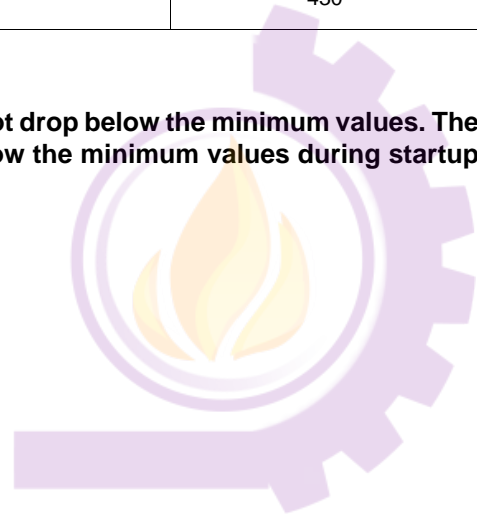 ot drop below the minimum values. The
ow the minimum values during startup